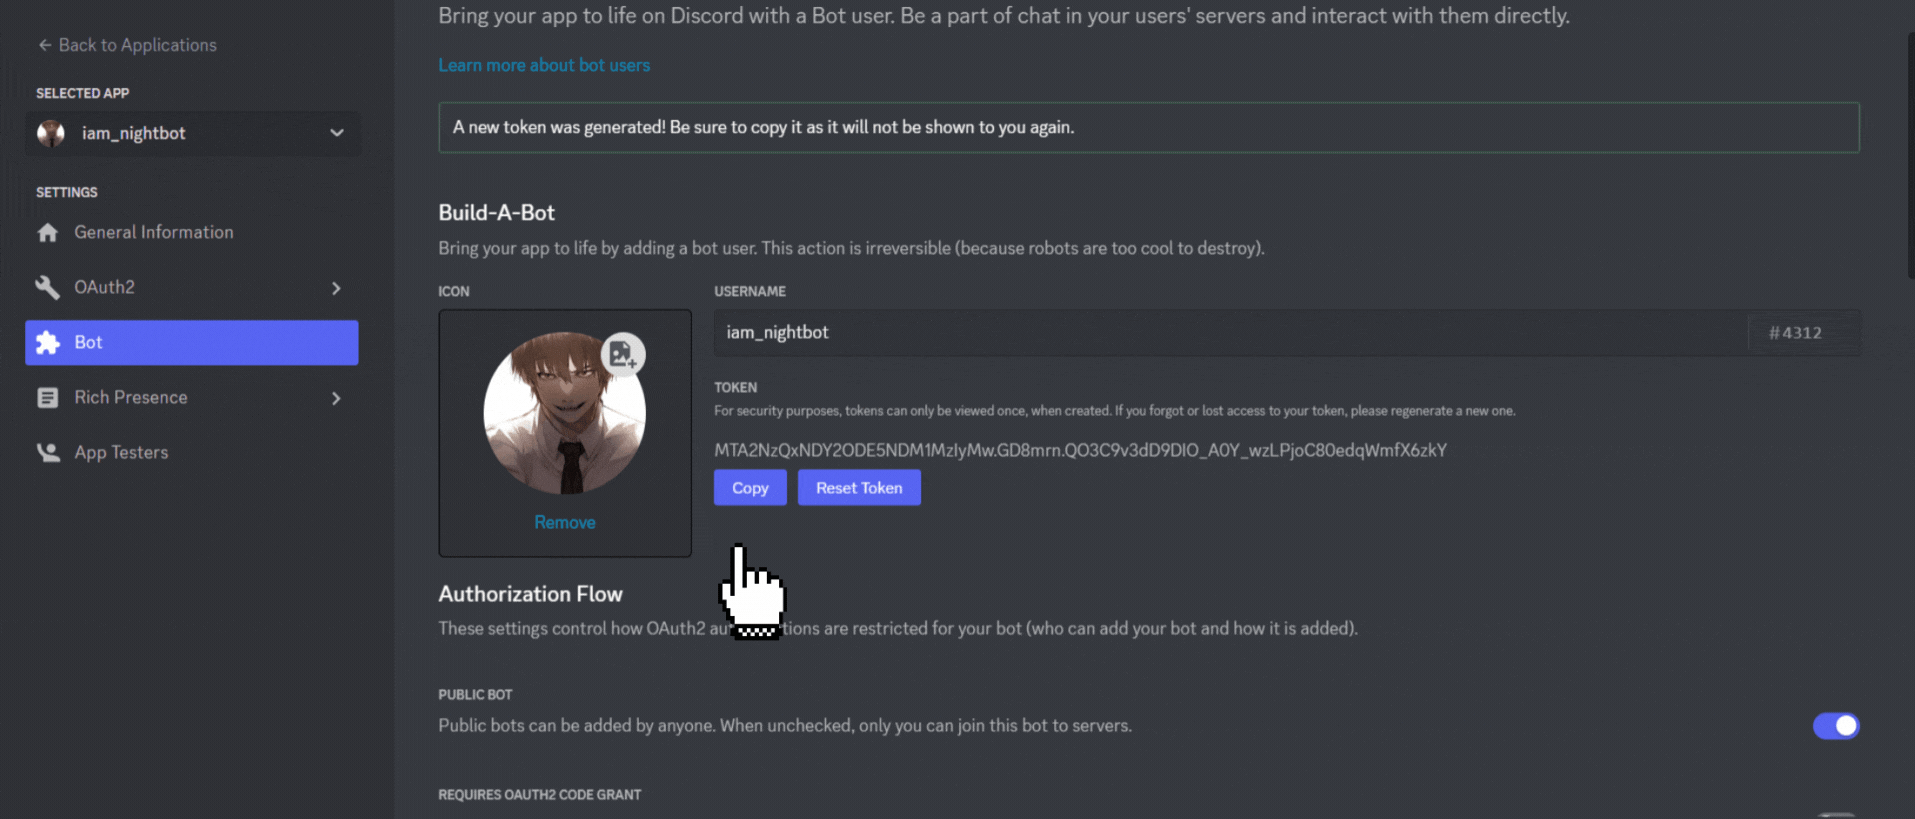 ← Back to Applications
SELECTED APP
iam_nightbot
SETTINGS
General Information
OAuth2
Bot
Rich Presence
App Testers
Bring your app to life on Discord with a Bot user. Be a part of chat in your users' servers and interact with them directly.
Learn more about bot users
A new token was generated! Be sure to copy it as it will not be shown to you again.
Build-A-Bot
Bring your app to life by adding a bot user. This action is irreversible (because robots are too cool to destroy).
ICON
Remove
USERNAME
iam_nightbot #4312
TOKEN
For security purposes, tokens can only be viewed once, when created. If you forgot or lost access to your token, please regenerate a new one.
Copy Reset Token
Authorization Flow
These settings control how OAuth2 are restricted for your bot (who can add your bot and how it is added).
PUBLIC BOT
Public bots can be added by anyone. When unchecked, only you can join this bot to servers.
REQUIRES OAUTH2 CODE GRANT